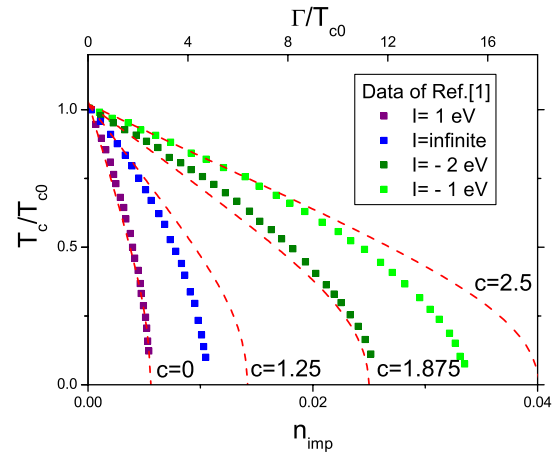 Γ/T_c0
0 4 8 12 16
T_c/T_c0
1.0
0.5
0.0
Data of Ref.[1]
I= 1 eV
I=infinite
I= - 2 eV
I= - 1 eV
c=2.5
c=0
c=1.25
c=1.875
0.00 0.02 0.04
n_imp